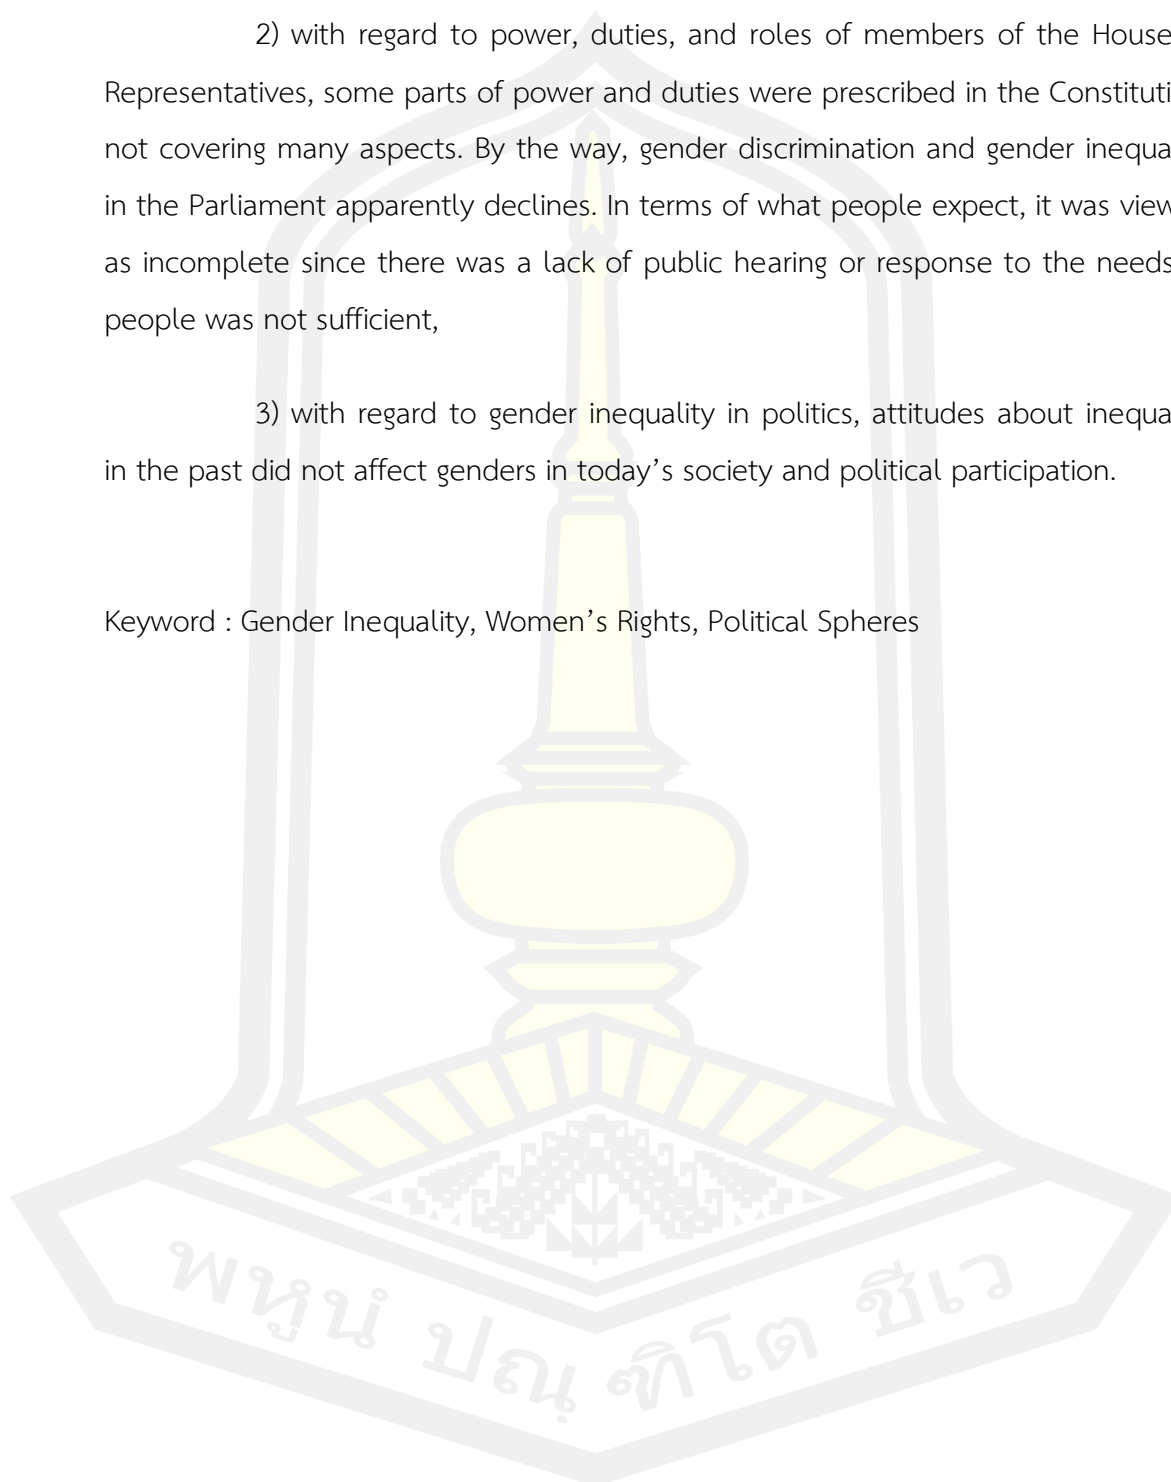 2) with regard to power, duties, and roles of members of the House
Representatives, some parts of power and duties were prescribed in the Constituti
not covering many aspects. By the way, gender discrimination and gender inequa
in the Parliament apparently declines. In terms of what people expect, it was view
as incomplete since there was a lack of public hearing or response to the needs
people was not sufficient,
3) with regard to gender inequality in politics, attitudes about inequa
in the past did not affect genders in today’s society and political participation.
Keyword : Gender Inequality, Women’s Rights, Political Spheres
พหูนํ ปณฺฑิโต ชีเว